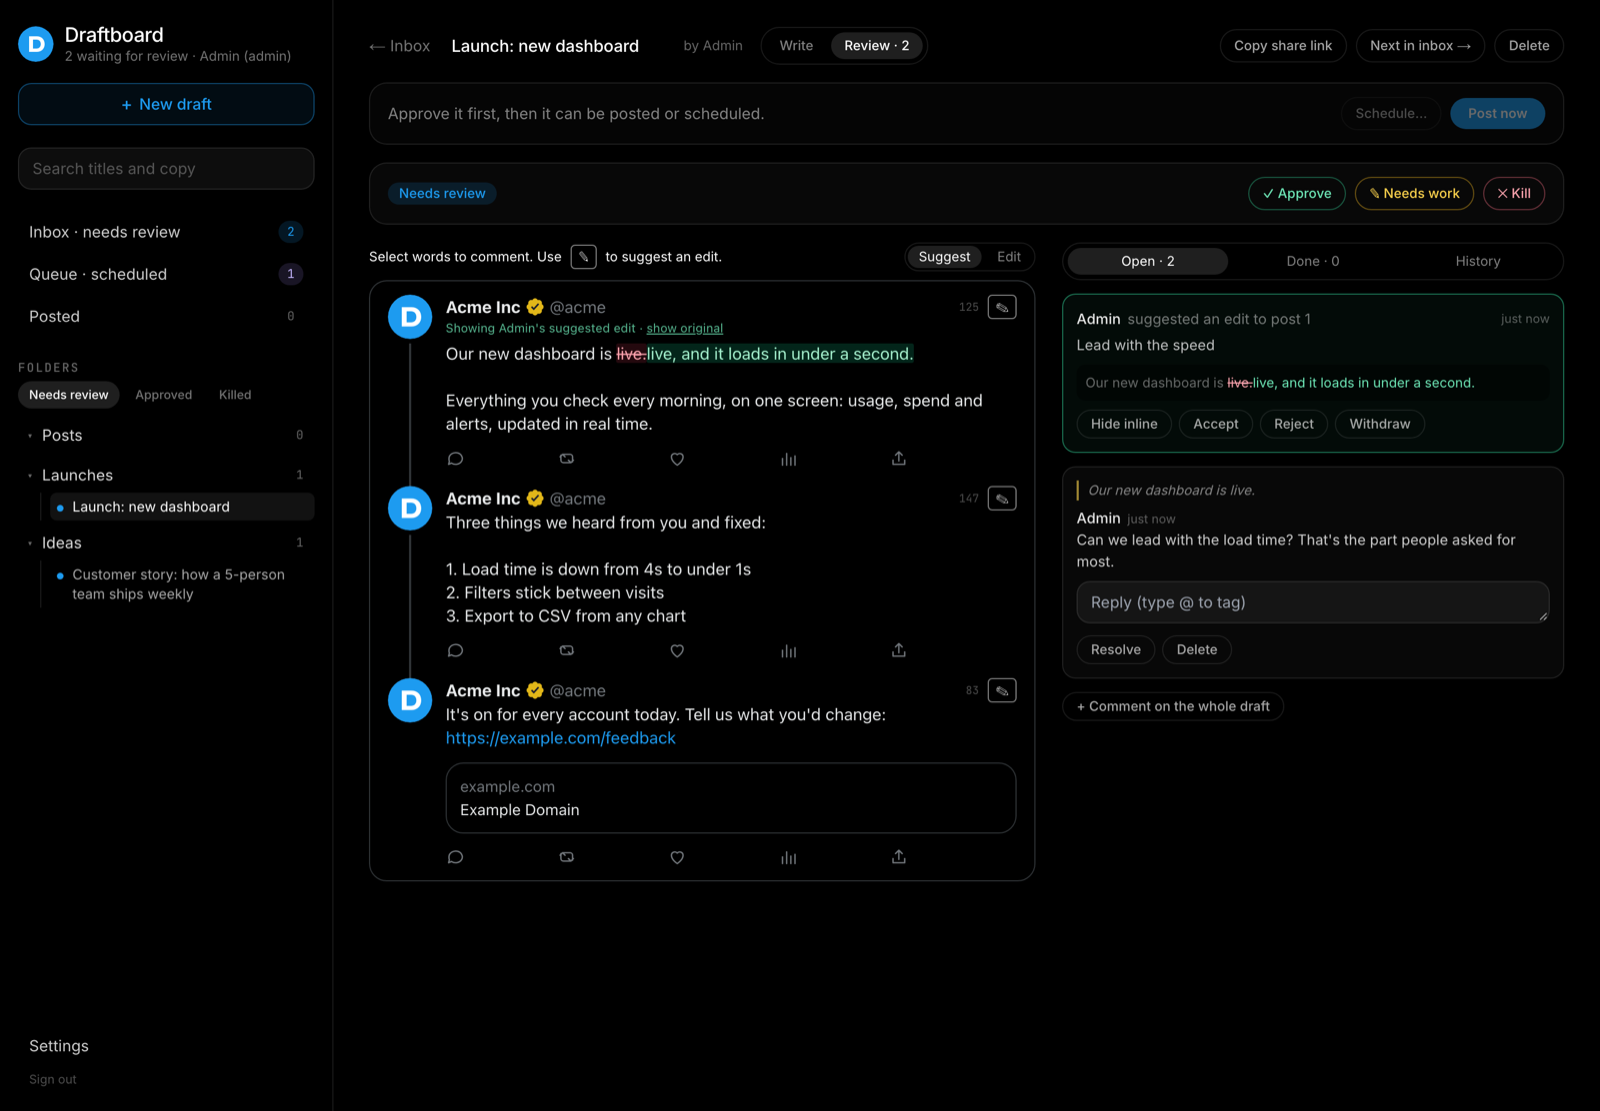 D
Draftboard
2 waiting for review · Admin (admin)
+ New draft
Search titles and copy
Inbox · needs review 2
Queue · scheduled 1
Posted 0
FOLDERS
Needs review Approved Killed
Posts 0
Launches 1
Launch: new dashboard
Ideas 1
Customer story: how a 5-person
team ships weekly
Settings
Sign out
← Inbox Launch: new dashboard by Admin Write Review · 2 Copy share link Next in inbox → Delete
Approve it first, then it can be posted or scheduled. Schedule... Post now
Needs review ✓ Approve ✎ Needs work ✕ Kill
Select words to comment. Use ✎ to suggest an edit. Suggest Edit
D
Acme Inc @acme 125
Showing Admin's suggested edit · show original
Our new dashboard is live.live, and it loads in under a second.
Everything you check every morning, on one screen: usage, spend and
alerts, updated in real time.
D
Acme Inc @acme 147
Three things we heard from you and fixed:
1. Load time is down from 4s to under 1s
2. Filters stick between visits
3. Export to CSV from any chart
D
Acme Inc @acme 83
It's on for every account today. Tell us what you'd change:
https://example.com/feedback
example.com
Example Domain
Open · 2 Done · 0 History
Admin suggested an edit to post 1 just now
Lead with the speed
Our new dashboard is live.live, and it loads in under a second.
Hide inline Accept Reject Withdraw
Our new dashboard is live.
Admin just now
Can we lead with the load time? That's the part people asked for
most.
Reply (type @ to tag)
Resolve Delete
+ Comment on the whole draft